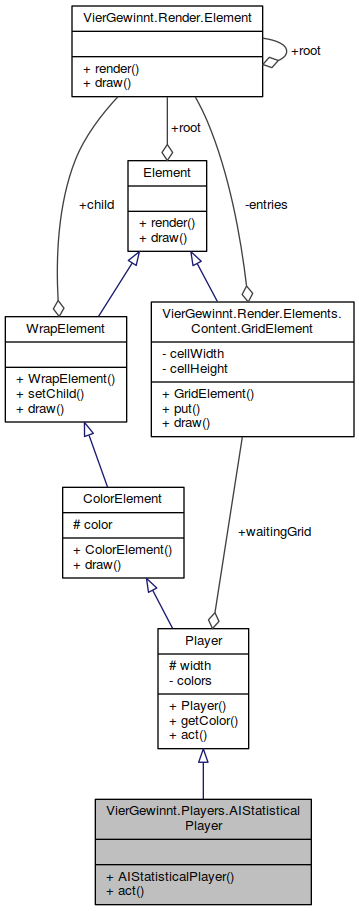 VierGewinnt.Render.Element
+ render()
+ draw()
+root
+root
Element
+ render()
+ draw()
+child
-entries
WrapElement
+ WrapElement()
+ setChild()
+ draw()
VierGewinnt.Render.Elements.
Content.GridElement
- cellWidth
- cellHeight
+ GridElement()
+ put()
+ draw()
ColorElement
# color
+ ColorElement()
+ draw()
+waitingGrid
Player
# width
- colors
+ Player()
+ getColor()
+ act()
VierGewinnt.Players.AIStatistical
Player
+ AIStatisticalPlayer()
+ act()